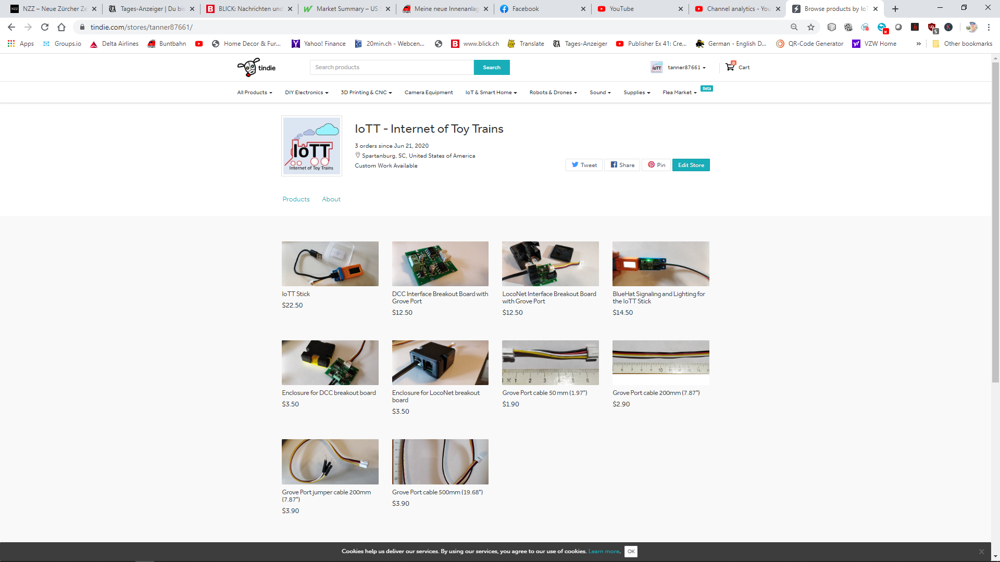 NZZ – Neue Zürcher Ze
Tages-Anzeiger | Du bis
BLICK: Nachrichten und
Market Summary – US S
Meine neue Innenanlag
Facebook
YouTube
Channel analytics - You
Browse products by IoT
tindie.com/stores/tanner87661/
Apps
Groups.io
Delta Airlines
Buntbahn
Home Decor & Fur...
Yahoo! Finance
20min.ch - Webcen...
www.blick.ch
Translate
Tages-Anzeiger
Publisher Ex 41: Cre...
German - English D...
QR-Code Generator
VZW Home
»
Other bookmarks
tindie
Search products
Search
IoTT
tanner87661
0
Cart
All Products
DIY Electronics
3D Printing & CNC
Camera Equipment
IoT & Smart Home
Robots & Drones
Sound
Supplies
Flea Market
Beta
IoTT
Internet of Toy Trains
IoTT - Internet of Toy Trains
3 orders since Jun 21, 2020
Spartanburg, SC, United States of America
Custom Work Available
Tweet
Share
Pin
Edit Store
Products
About
IoTT Stick
$22.50
DCC Interface Breakout Board with
Grove Port
$12.50
LocoNet Interface Breakout Board
with Grove Port
$12.50
BlueHat Signaling and Lighting for
the IoTT Stick
$14.50
Enclosure for DCC breakout board
$3.50
Enclosure for LocoNet breakout
board
$3.50
Grove Port cable 50 mm (1.97")
$1.90
Grove Port cable 200mm (7.87")
$2.90
Grove Port jumper cable 200mm
(7.87")
$3.90
Grove Port cable 500mm (19.68")
$3.90
Cookies help us deliver our services. By using our services, you agree to our use of cookies. Learn more.
OK